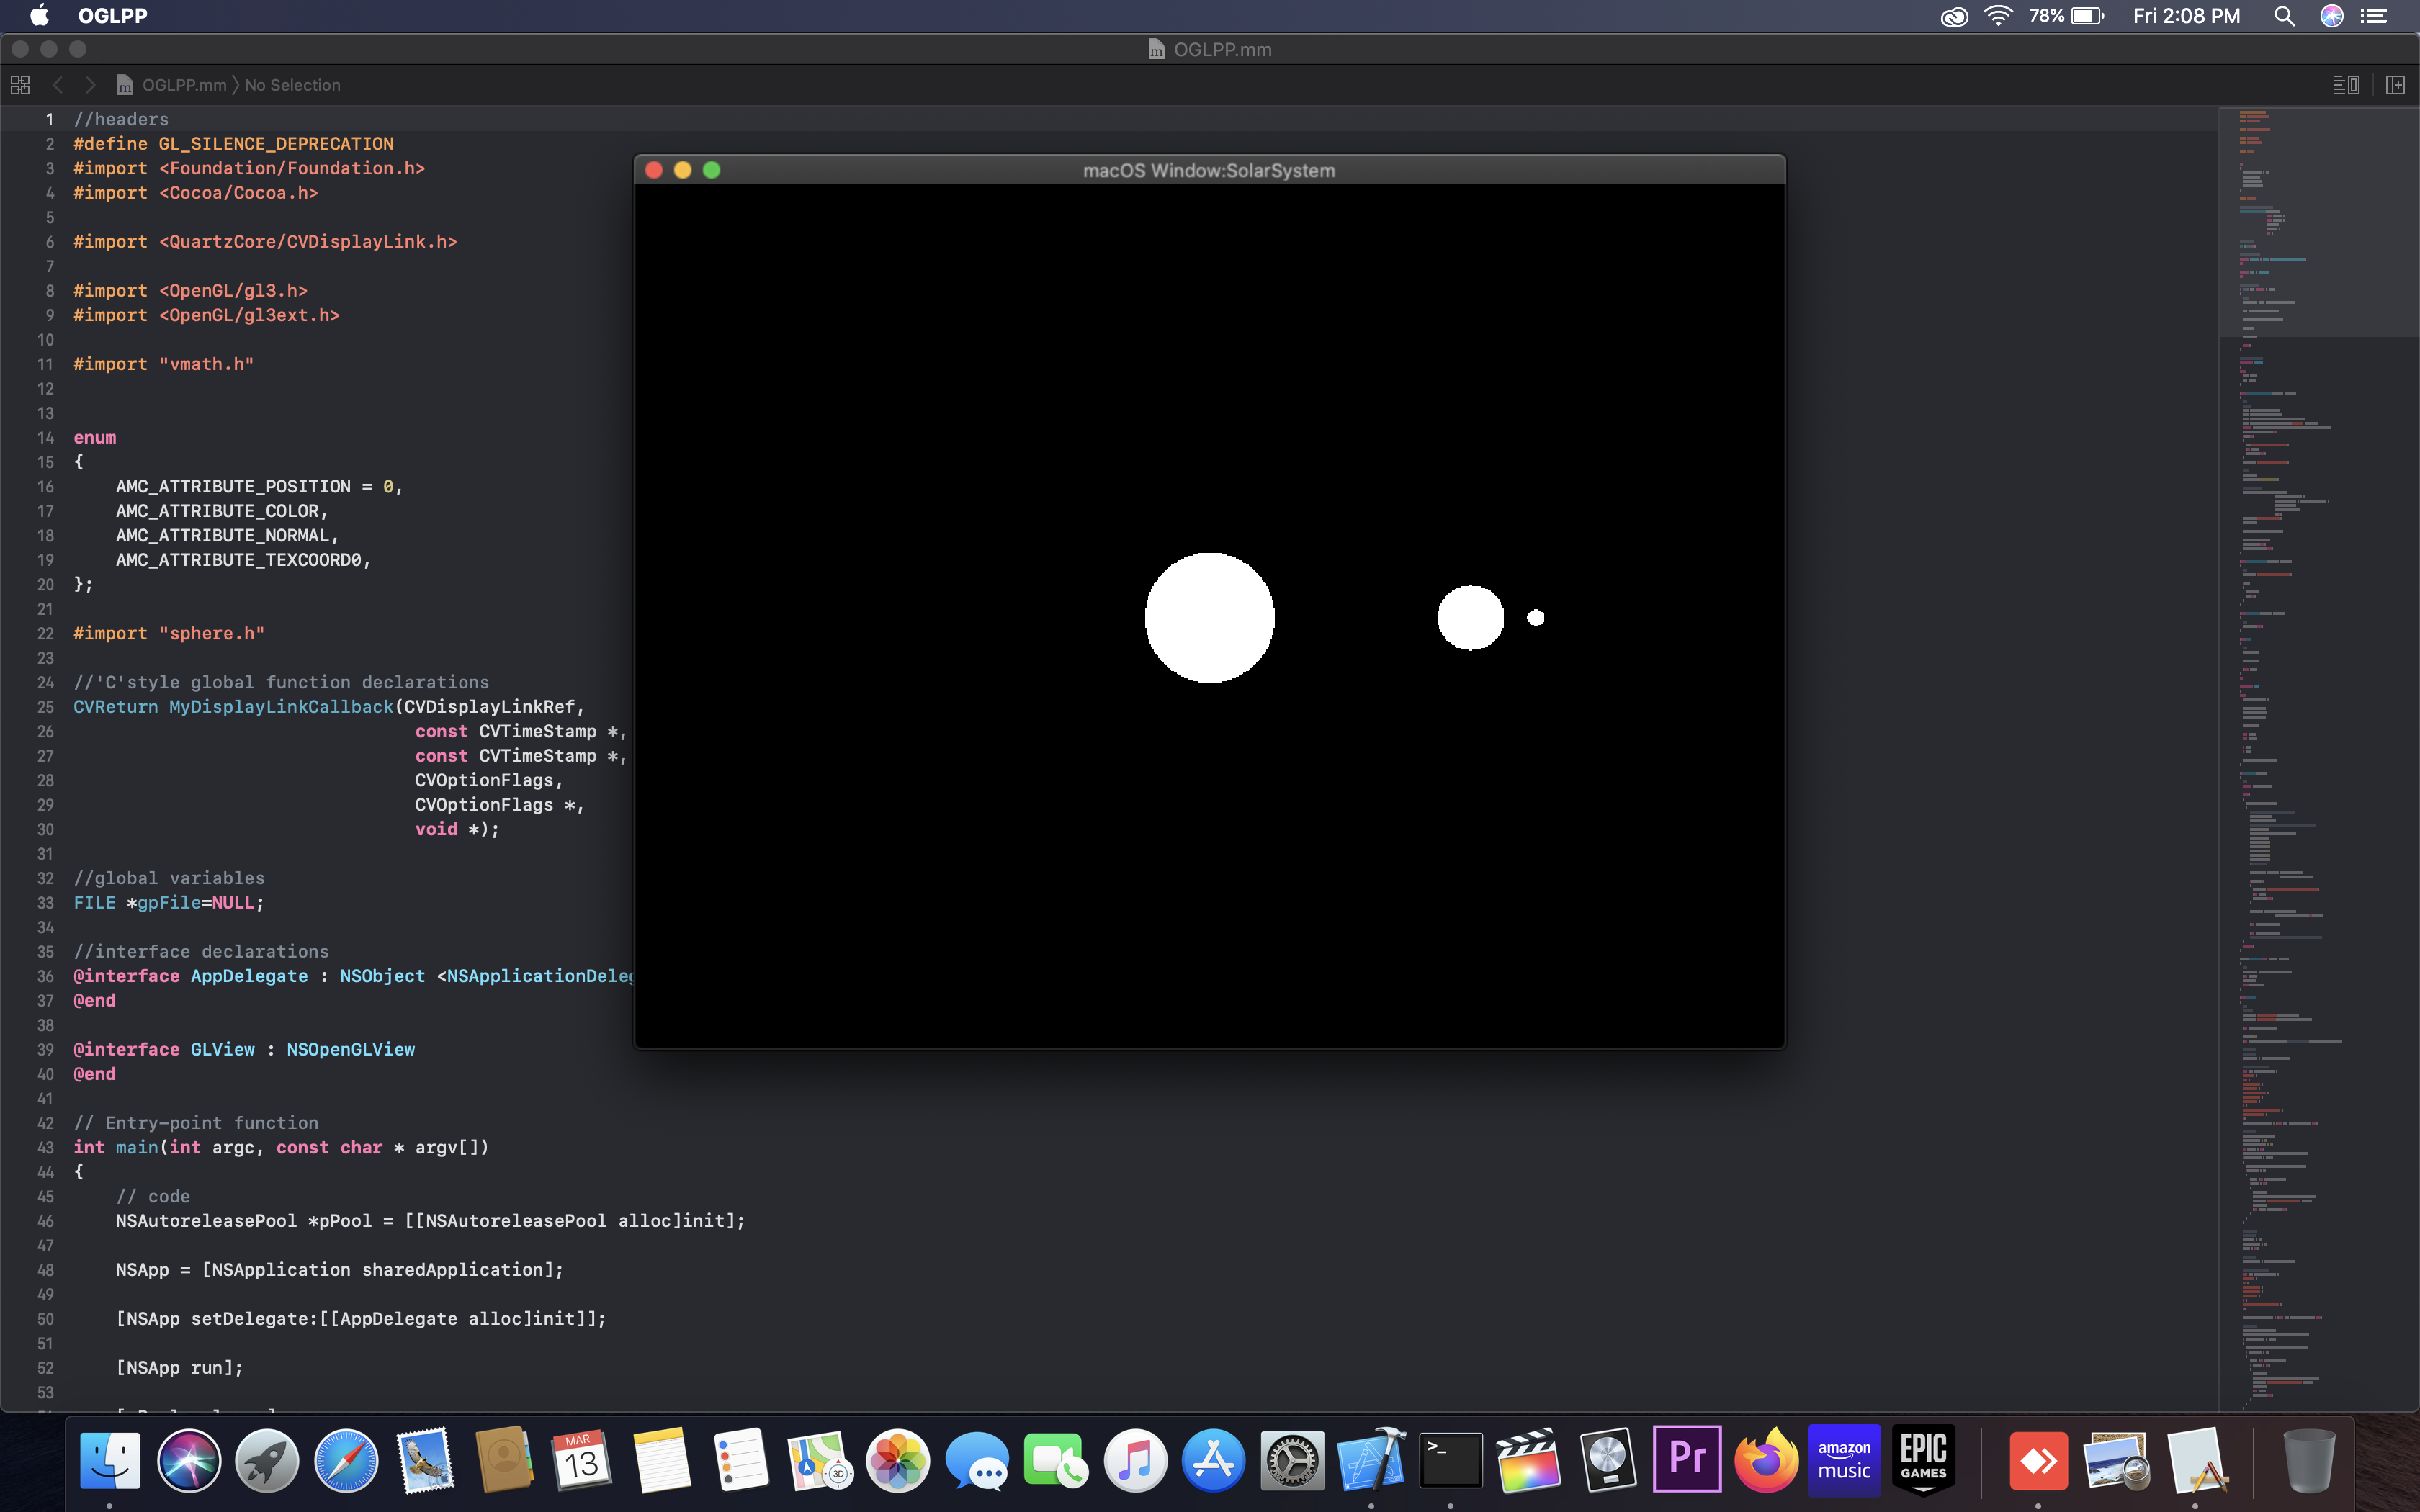 OGLPP
78%
Fri 2:08 PM
OGLPP.mm
OGLPP.mm 〉 No Selection
1 //headers
2 #define GL_SILENCE_DEPRECATION
3 #import <Foundation/Foundation.h>
4 #import <Cocoa/Cocoa.h>
5
6 #import <QuartzCore/CVDisplayLink.h>
7
8 #import <OpenGL/gl3.h>
9 #import <OpenGL/gl3ext.h>
10
11 #import "vmath.h"
12
13
14 enum
15 {
16 AMC_ATTRIBUTE_POSITION = 0,
17 AMC_ATTRIBUTE_COLOR,
18 AMC_ATTRIBUTE_NORMAL,
19 AMC_ATTRIBUTE_TEXCOORD0,
20 };
21
22 #import "sphere.h"
23
24 //'C'style global function declarations
25 CVReturn MyDisplayLinkCallback(CVDisplayLinkRef,
26 const CVTimeStamp *,
27 const CVTimeStamp *,
28 CVOptionFlags,
29 CVOptionFlags *,
30 void *);
31
32 //global variables
33 FILE *gpFile=NULL;
34
35 //interface declarations
36 @interface AppDelegate : NSObject <NSApplicationDeleg
37 @end
38
39 @interface GLView : NSOpenGLView
40 @end
41
42 // Entry-point function
43 int main(int argc, const char * argv[])
44 {
45 // code
46 NSAutoreleasePool *pPool = [[NSAutoreleasePool alloc]init];
47
48 NSApp = [NSApplication sharedApplication];
49
50 [NSApp setDelegate:[[AppDelegate alloc]init]];
51
52 [NSApp run];
53
macOS Window:SolarSystem
MAR
13
3D
>_
Pr
amazon
music
EPIC
GAMES